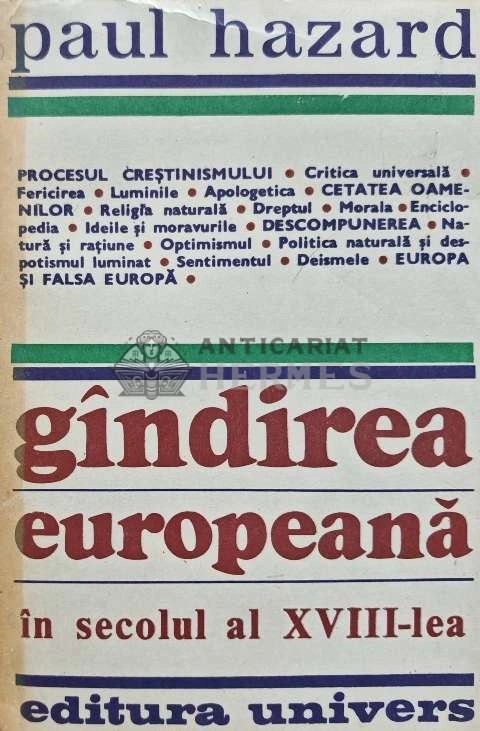 paul hazard
PROCESUL CREȘTINISMULUI • Critica universală •
Fericirea • Luminile • Apologetica • CETATEA OAME-
NILOR • Religia naturală • Dreptul • Morala • Enciclo-
pedia • Ideile și moravurile • DESCOMPUNEREA • Na-
tură și rațiune • Optimismul • Politica naturală și des-
potismul luminat • Sentimentul • Deismele • EUROPA
ȘI FALSA EUROPĂ •
ANTICARIAT
HERMES
gîndirea
europeană
în secolul al XVIII-lea
editura univers